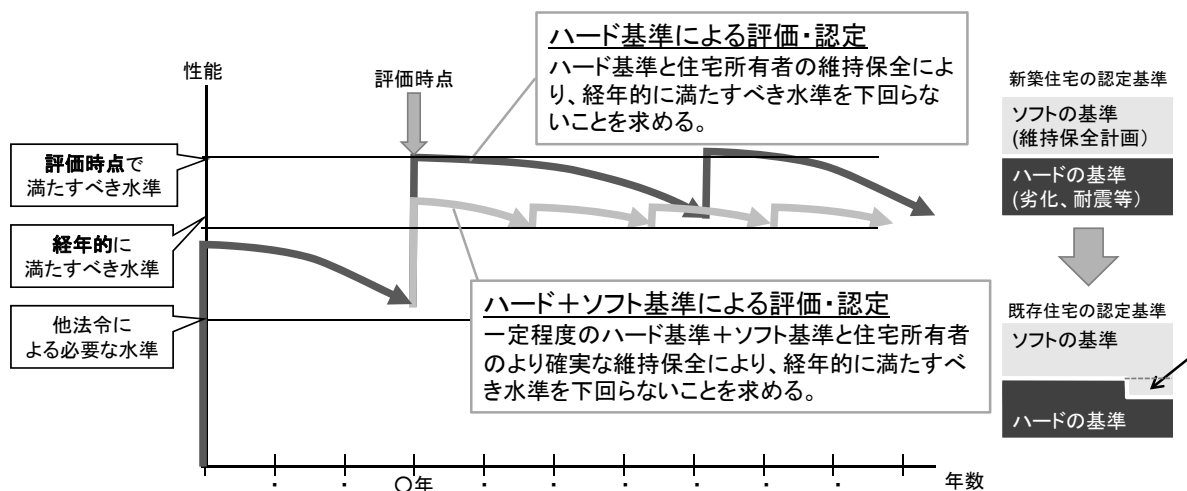 ハード基準による評価・認定
ハード基準と住宅所有者の維持保全によ
り、経年的に満たすべき水準を下回らな
いことを求める。
性能
評価時点
評価時点で
満たすべき水準
経年的に
満たすべき水準
他法令に
よる必要な水準
ハード＋ソフト基準による評価・認定
一定程度のハード基準＋ソフト基準と住宅所有者
のより確実な維持保全により、経年的に満たすべ
き水準を下回らないことを求める。
〇年
年数
新築住宅の認定基準
ソフトの基準
(維持保全計画)
ハードの基準
(劣化、耐震等)
既存住宅の認定基準
ソフトの基準
ハードの基準